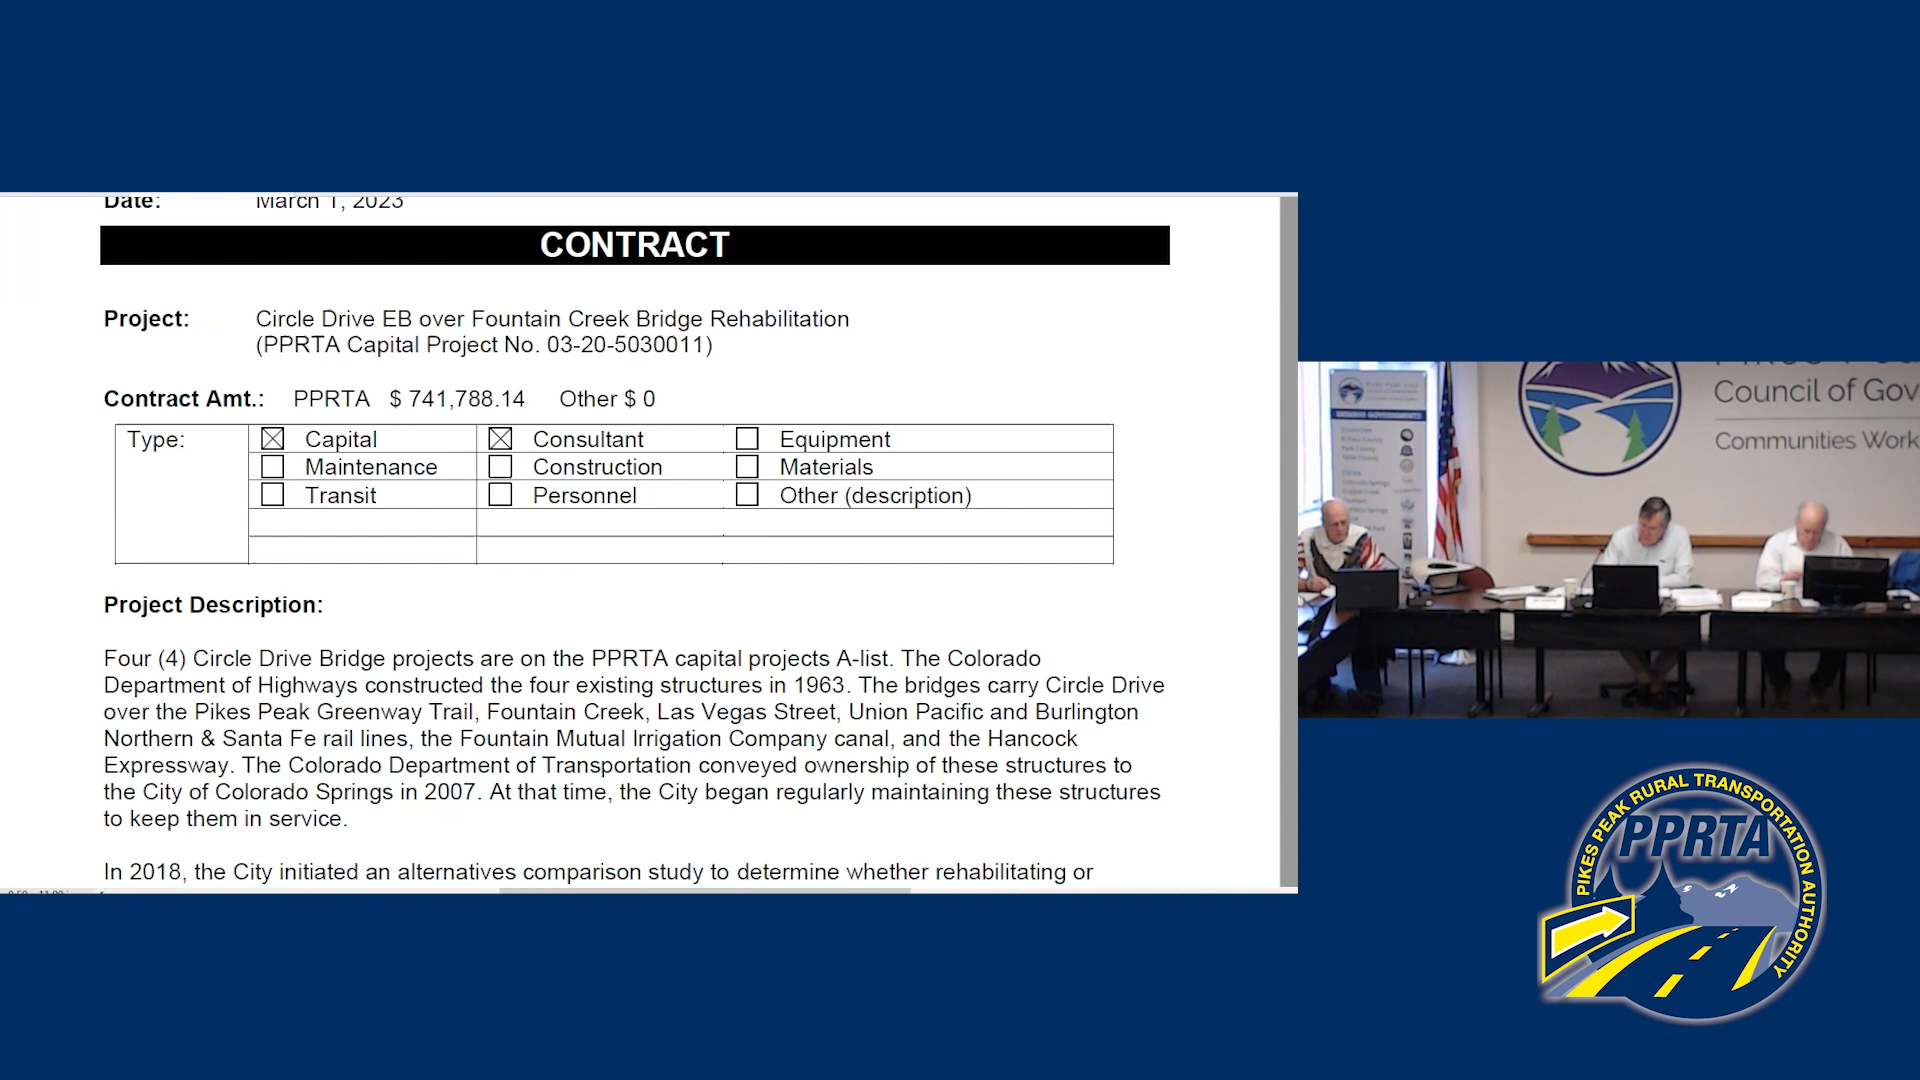 Date: March 1, 2023
CONTRACT
Project: Circle Drive EB over Fountain Creek Bridge Rehabilitation
(PPRTA Capital Project No. 03-20-5030011)
Contract Amt.: PPRTA $ 741,788.14 Other $ 0
Type: Capital Consultant Equipment
Maintenance Construction Materials
Transit Personnel Other (description)
Project Description:
Four (4) Circle Drive Bridge projects are on the PPRTA capital projects A-list. The Colorado
Department of Highways constructed the four existing structures in 1963. The bridges carry Circle Drive
over the Pikes Peak Greenway Trail, Fountain Creek, Las Vegas Street, Union Pacific and Burlington
Northern & Santa Fe rail lines, the Fountain Mutual Irrigation Company canal, and the Hancock
Expressway. The Colorado Department of Transportation conveyed ownership of these structures to
the City of Colorado Springs in 2007. At that time, the City began regularly maintaining these structures
to keep them in service.
In 2018, the City initiated an alternatives comparison study to determine whether rehabilitating or
Council of Gov
Communities Work
PIKES PEAK RURAL TRANSPORTATION AUTHORITY
PPRTA